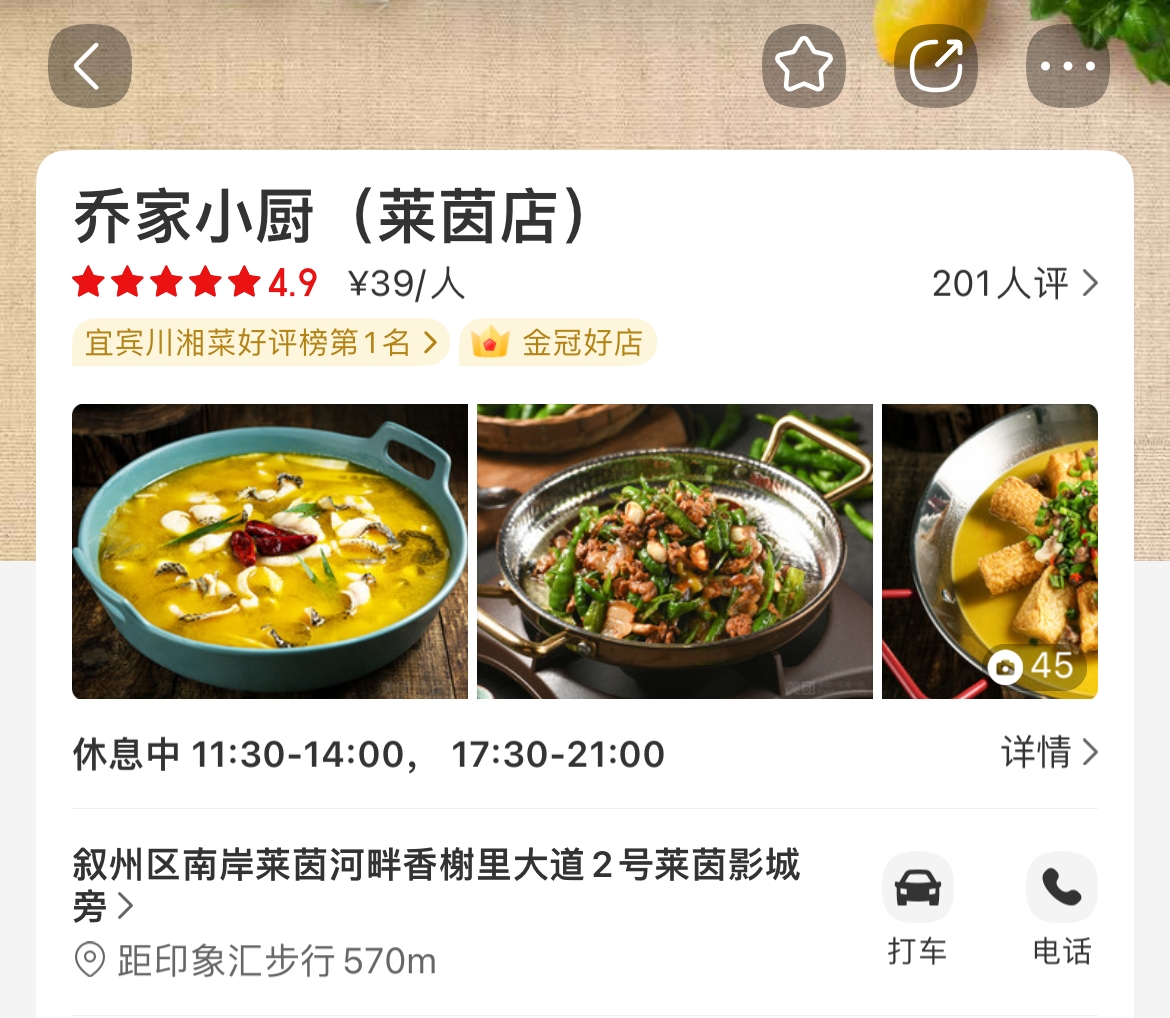 乔家小厨（莱茵店）
4.9 ¥39/人 201人评
宜宾川湘菜好评榜第1名 金冠好店
45
休息中 11:30-14:00， 17:30-21:00 详情
叙州区南岸莱茵河畔香榭里大道2号莱茵影城
旁
距印象汇步行570m
打车 电话